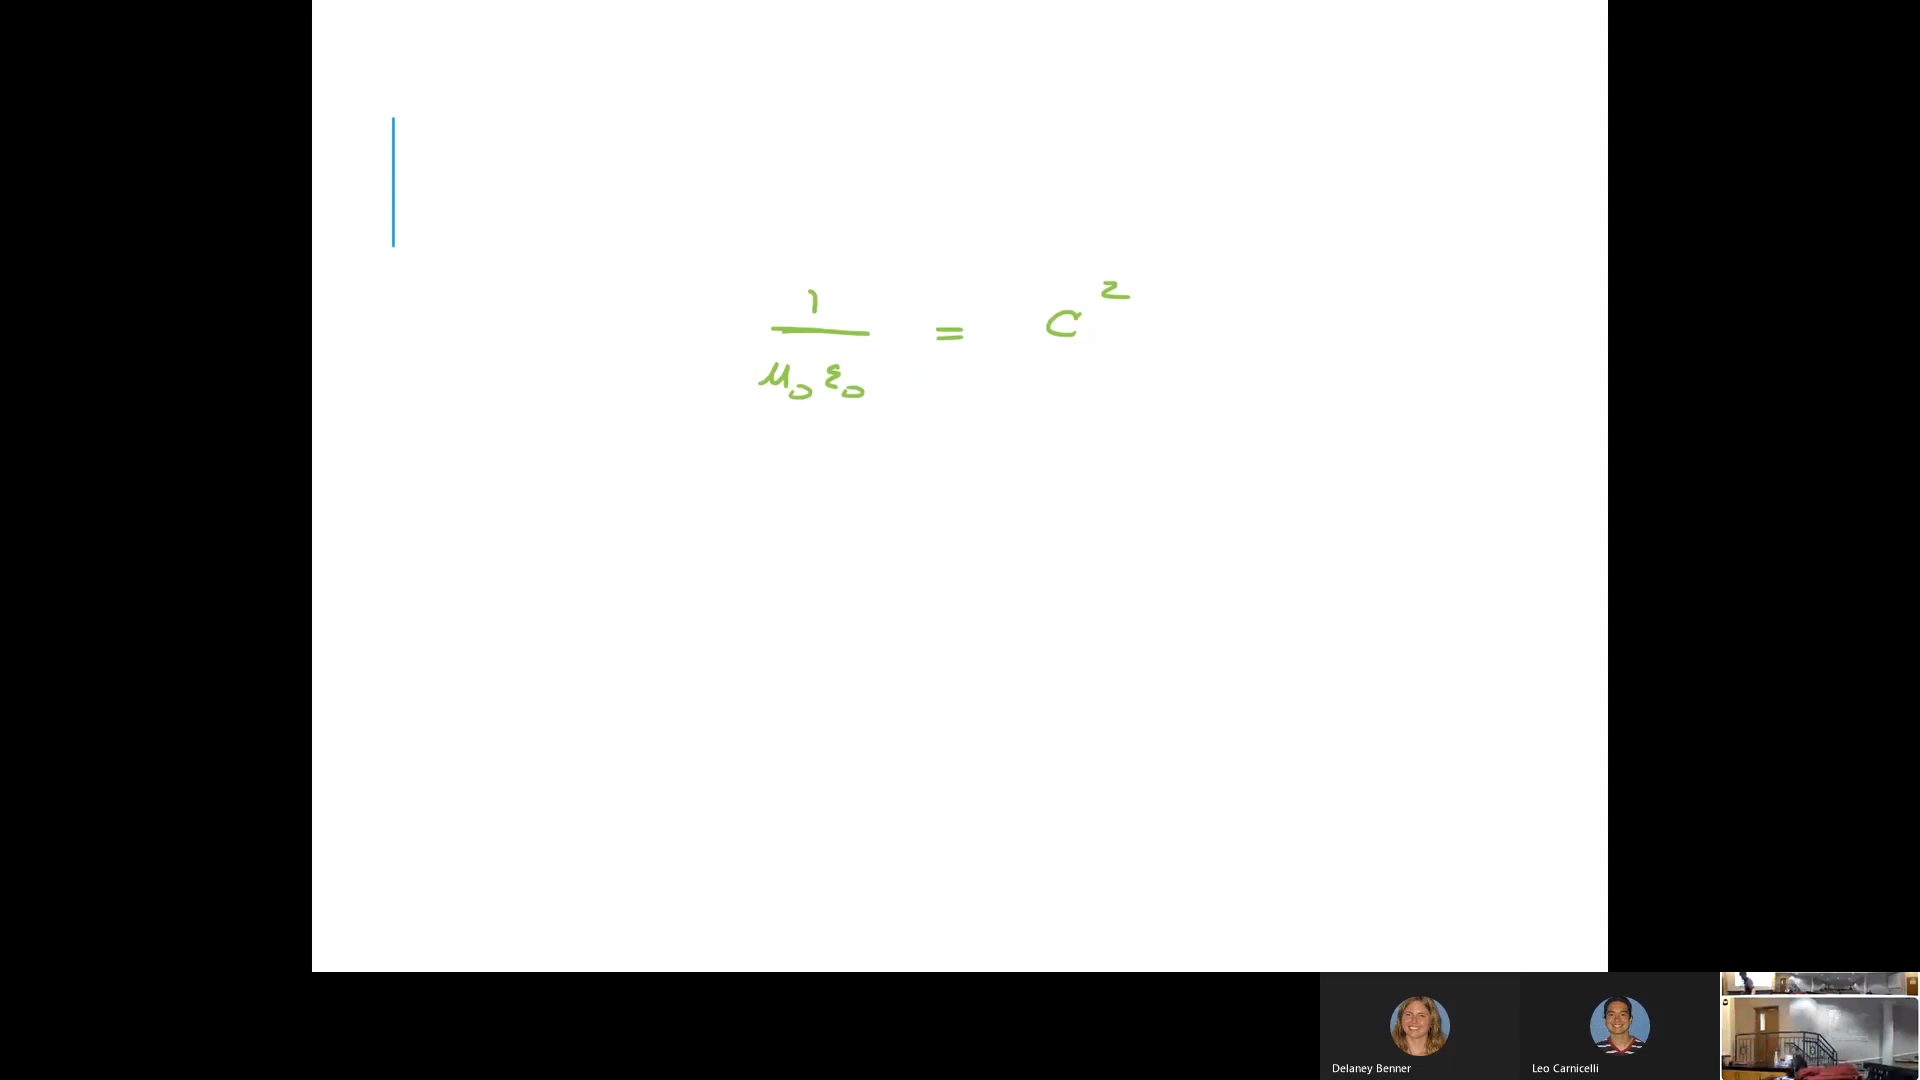 1
— = c²
μ₀ε₀
Delaney Benner
Leo Carnicelli